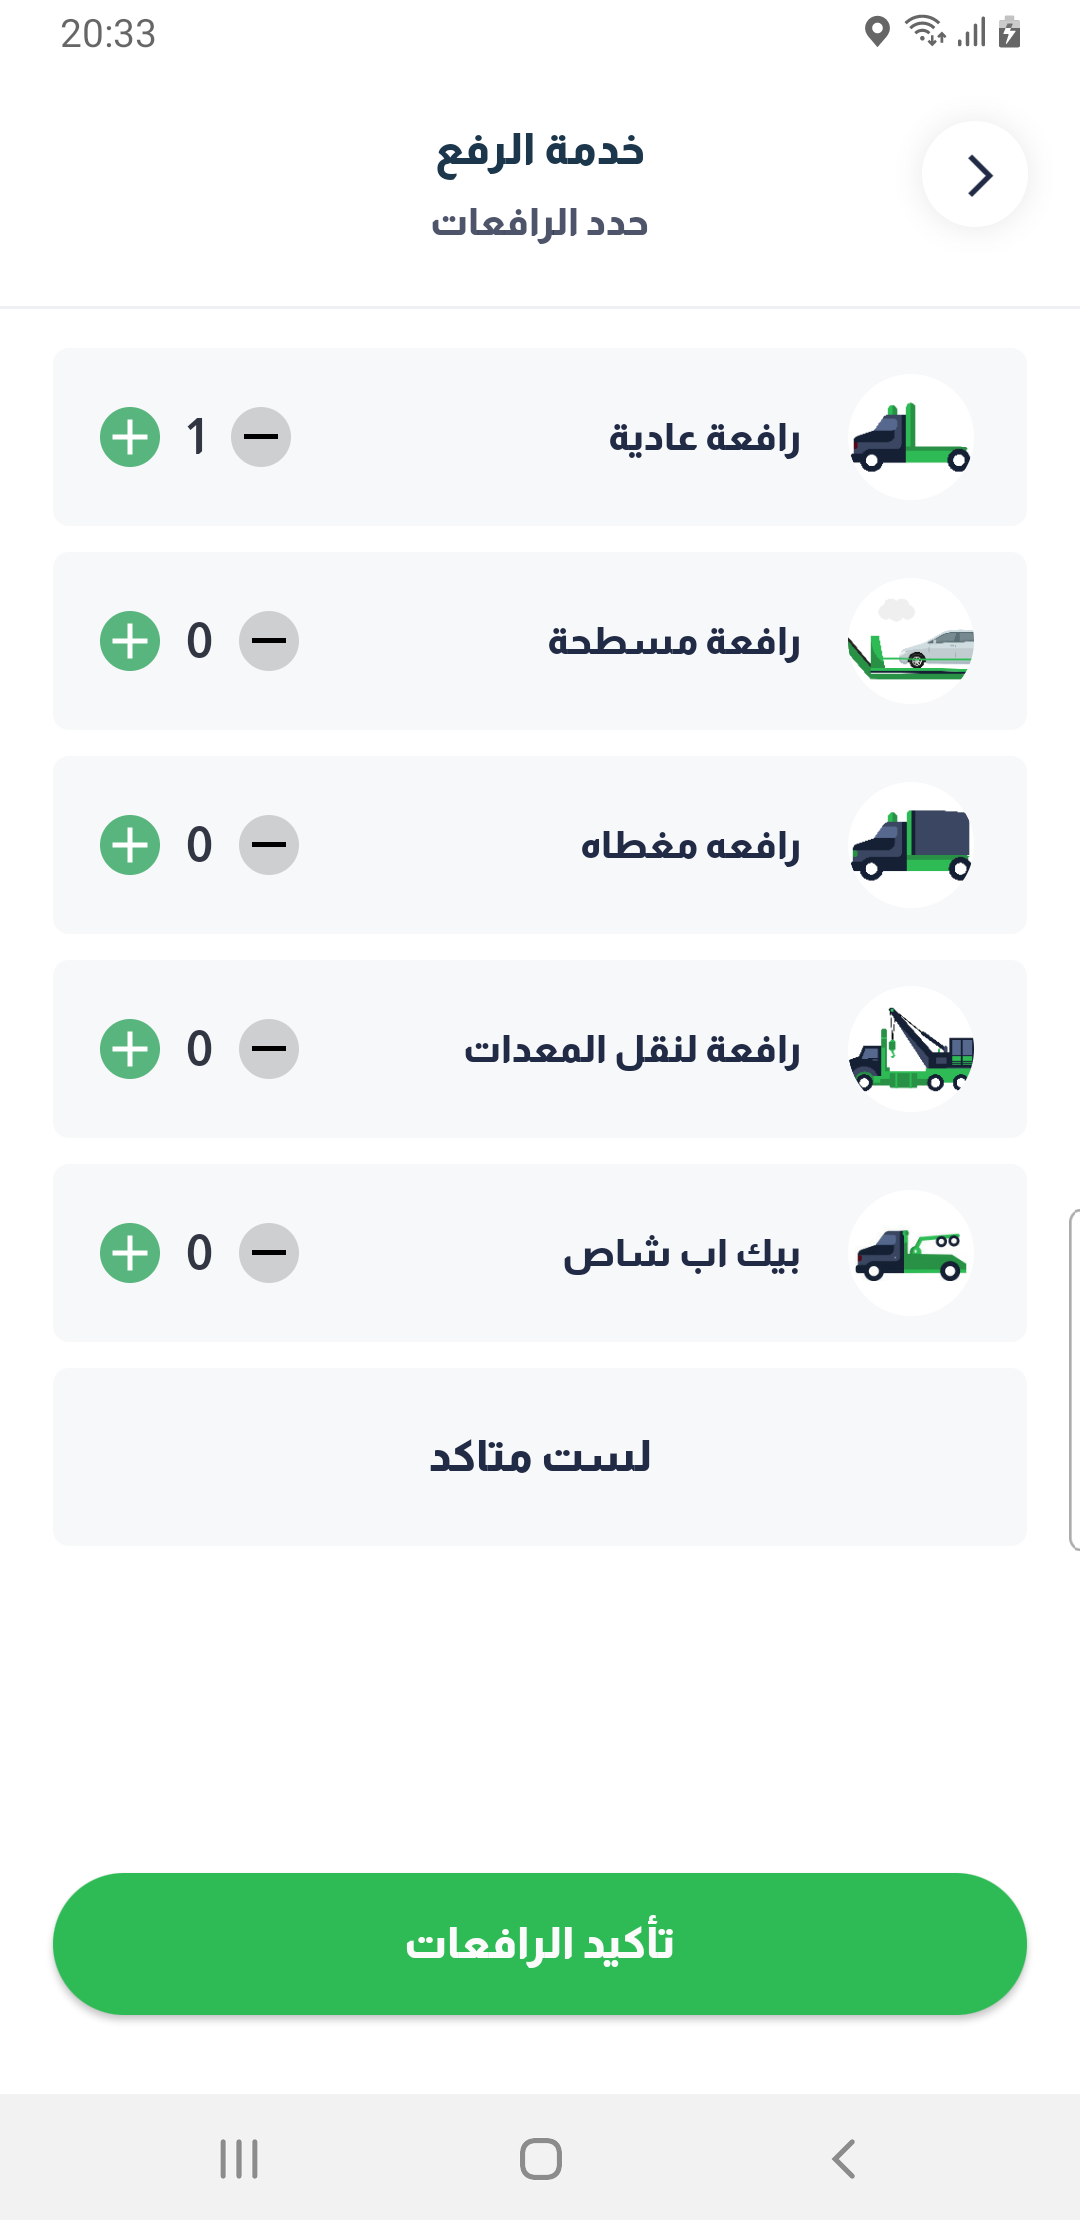 20:33
خدمة الرفع
حدد الرافعات
رافعة عادية
1
رافعة مسطحة
0
رافعه مغطاه
0
رافعة لنقل المعدات
0
بيك اب شاص
0
لست متاكد
تأكيد الرافعات